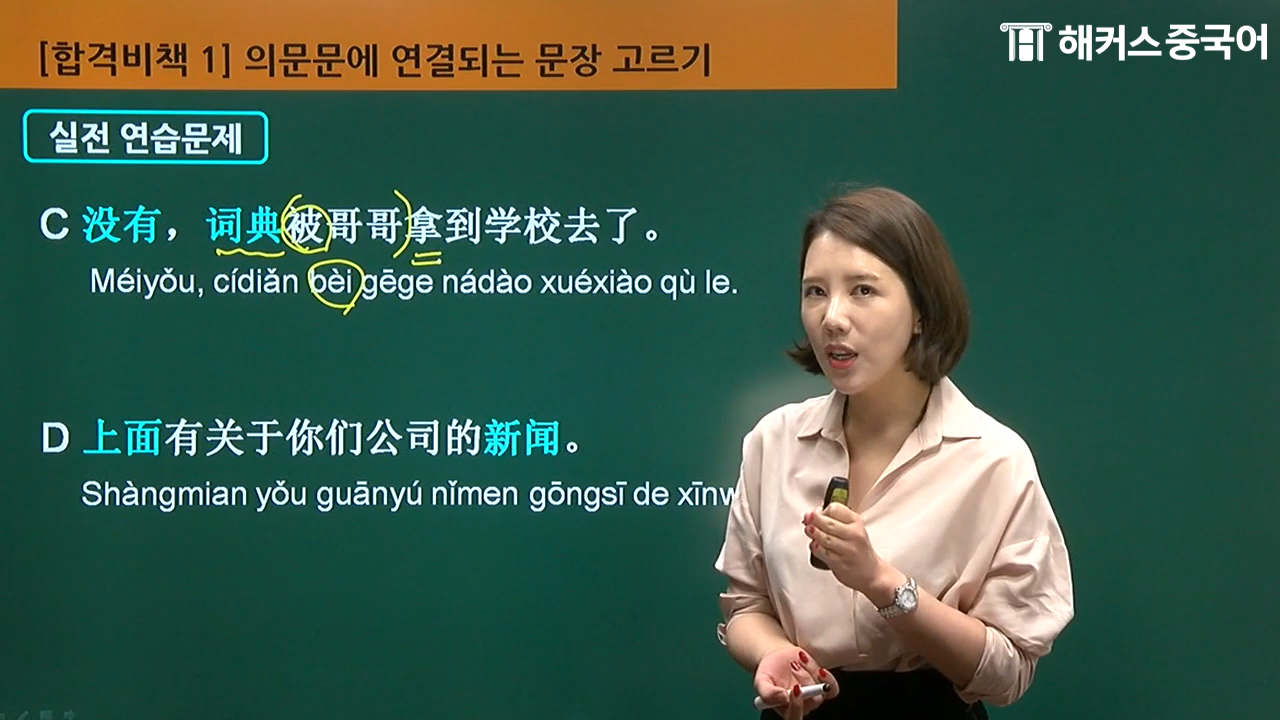 [합격비책 1] 의문문에 연결되는 문장 고르기
해커스중국어
실전 연습문제
C 没有，词典被哥哥拿到学校去了。
Méiyǒu, cídiǎn bèi gēge nádào xuéxiào qù le.
D 上面有关于你们公司的新闻。
Shàngmian yǒu guānyú nǐmen gōngsī de xīnw